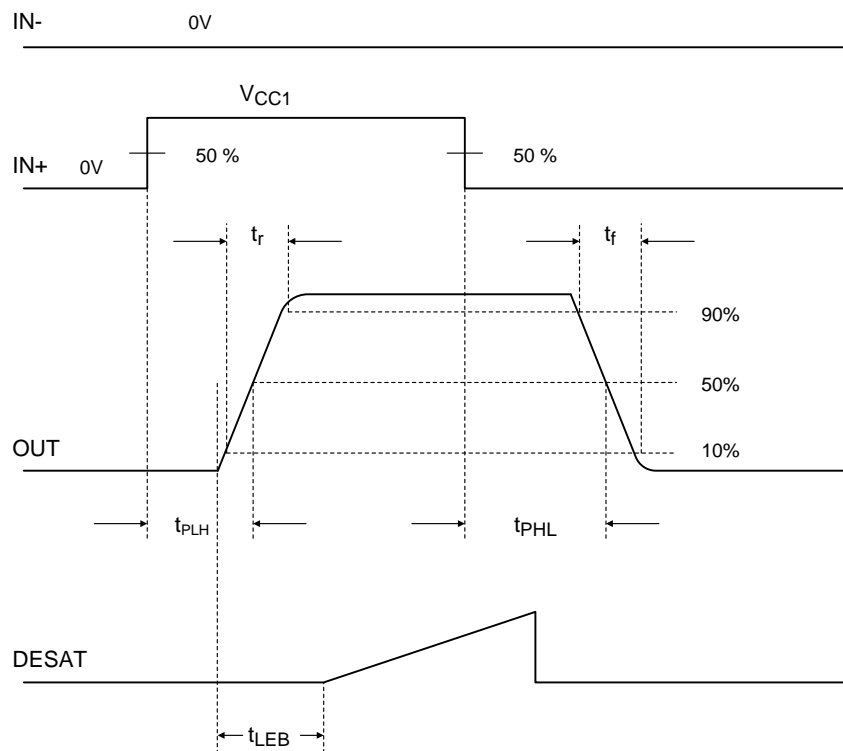 IN- 0V
VCC1
IN+ 0V 50 % 50 %
tr tf
90%
50%
OUT 10%
tPLH tPHL
DESAT
tLEB